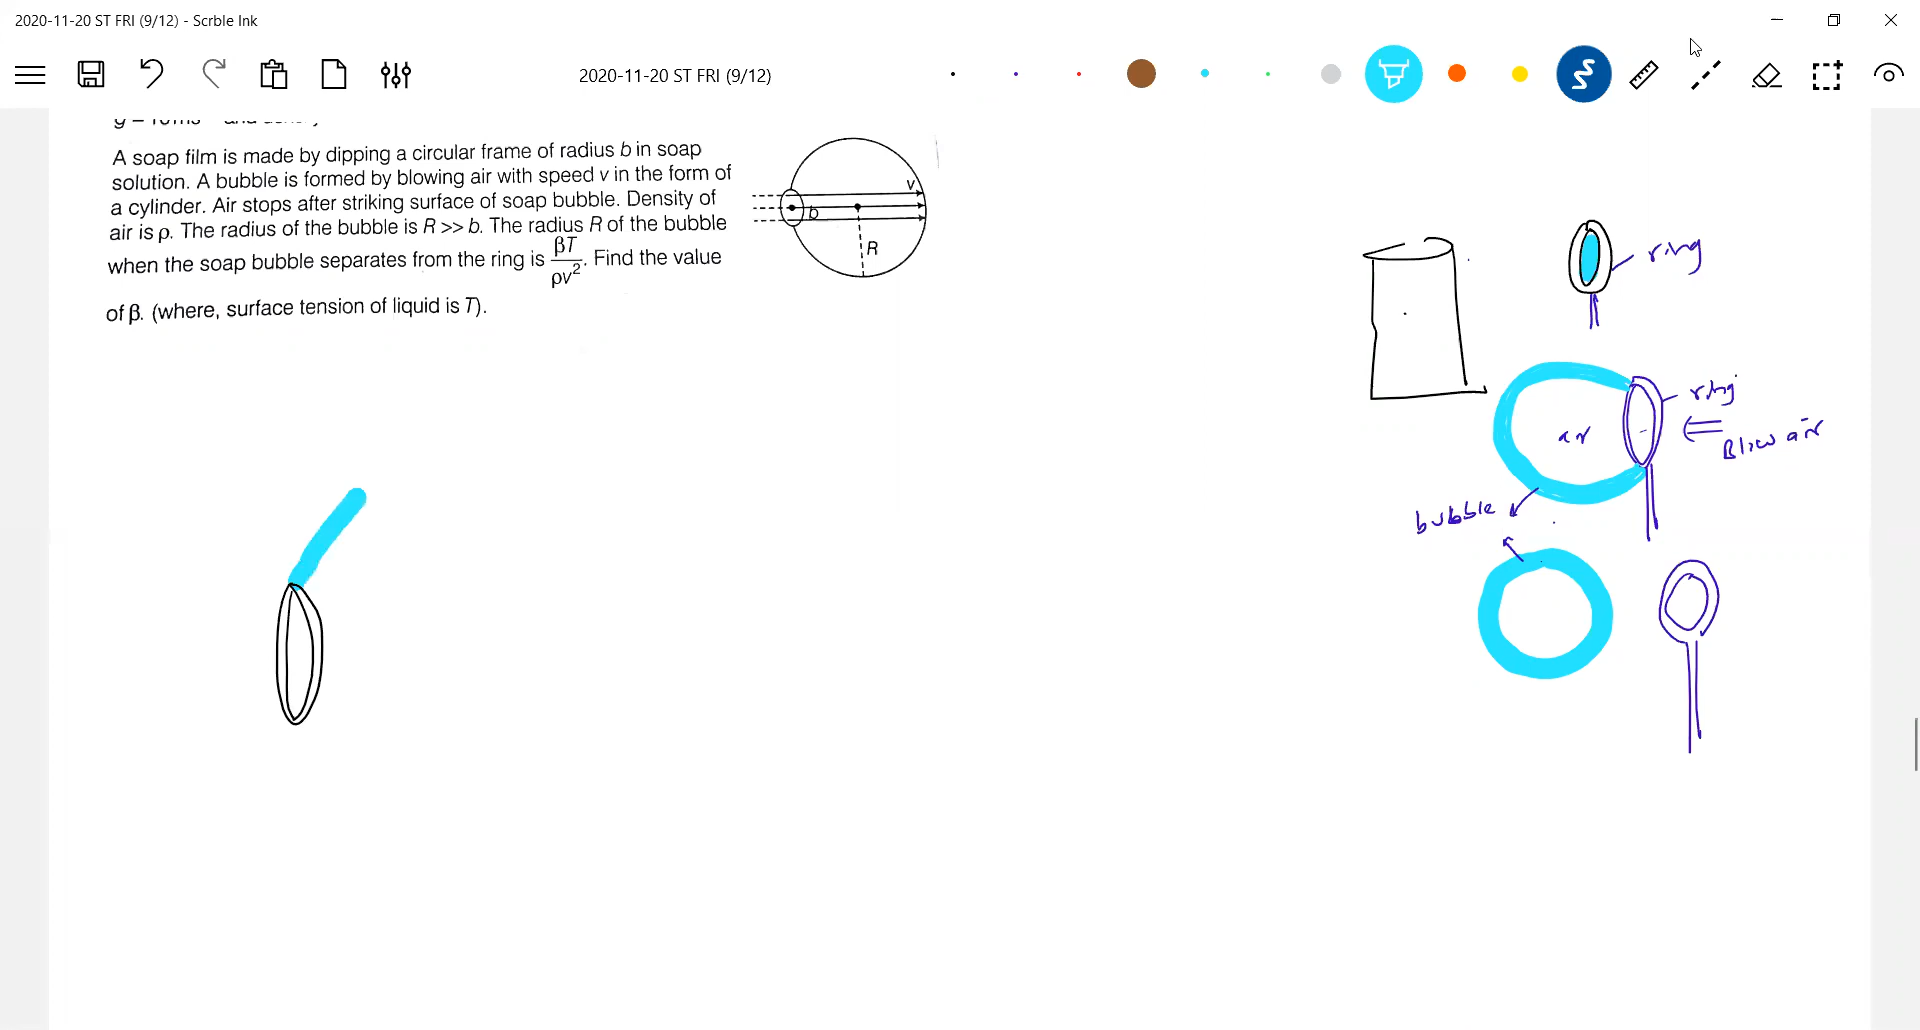 2020-11-20 ST FRI (9/12) - Scrble Ink
2020-11-20 ST FRI (9/12)
A soap film is made by dipping a circular frame of radius b in soap
solution. A bubble is formed by blowing air with speed v in the form of
a cylinder. Air stops after striking surface of soap bubble. Density of
air is ρ. The radius of the bubble is R >> b. The radius R of the bubble
when the soap bubble separates from the ring is βT/ρv². Find the value
of β. (where, surface tension of liquid is T).
v
b
R
ring
ring
air
Blow air
bubble